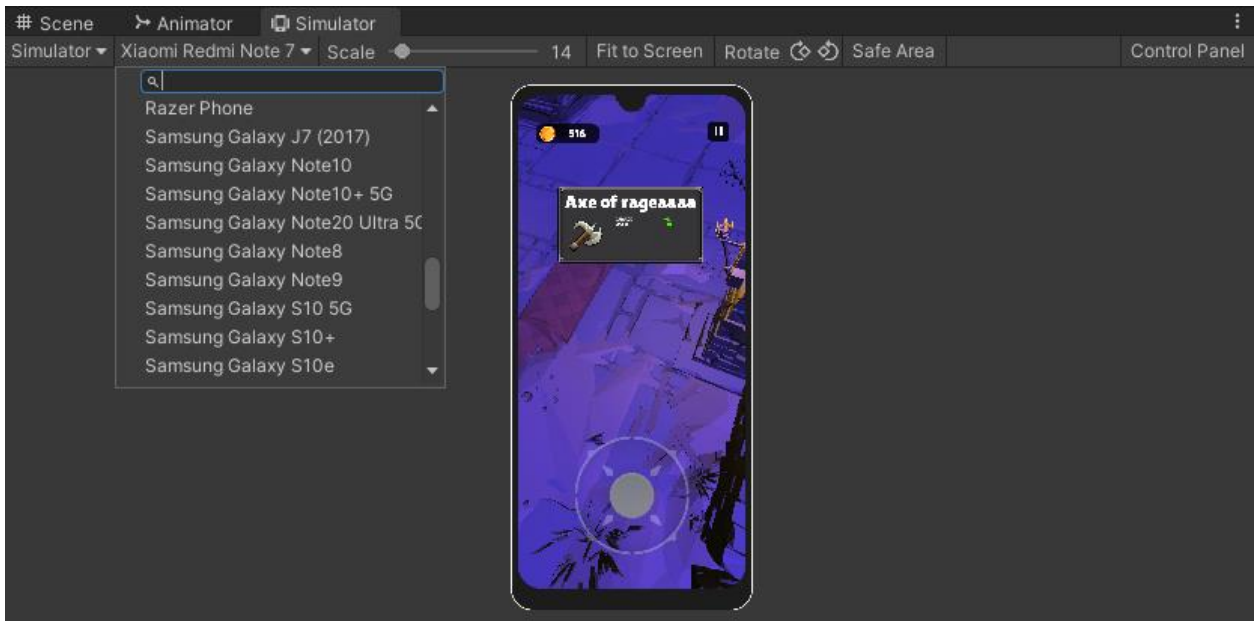 Scene Animator Simulator
Simulator Xiaomi Redmi Note 7 Scale 14 Fit to Screen Rotate Safe Area Control Panel
Razer Phone
Samsung Galaxy J7 (2017)
Samsung Galaxy Note10
Samsung Galaxy Note10+ 5G
Samsung Galaxy Note20 Ultra
Samsung Galaxy Note8
Samsung Galaxy Note9
Samsung Galaxy S10 5G
Samsung Galaxy S10+
Samsung Galaxy S10e
516
Axe of rageaaaa